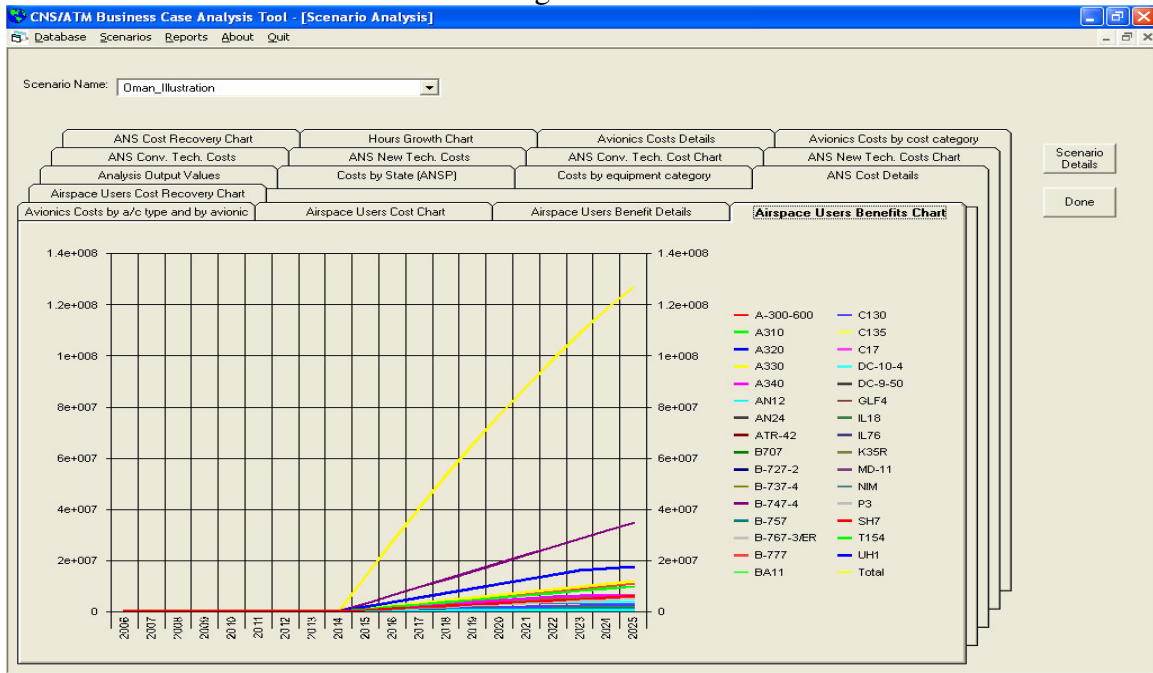 CNS/ATM Business Case Analysis Tool - [Scenario Analysis]
Database Scenarios Reports About Quit
Scenario Name: Oman_Illustration
ANS Cost Recovery Chart Hours Growth Chart Avionics Costs Details Avionics Costs by cost category
ANS Conv. Tech. Costs ANS New Tech. Costs ANS Conv. Tech. Cost Chart ANS New Tech. Costs Chart
Analysis Output Values Costs by State (ANSP) Costs by equipment category ANS Cost Details
Airspace Users Cost Recovery Chart
Avionics Costs by a/c type and by avionic Airspace Users Cost Chart Airspace Users Benefit Details Airspace Users Benefits Chart
Scenario
Details
Done
1.4e+008 1.4e+008
1.2e+008 1.2e+008
1e+008 1e+008
8e+007 8e+007
6e+007 6e+007
4e+007 4e+007
2e+007 2e+007
0 0
2006 2007 2008 2009 2010 2011 2012 2013 2014 2015 2016 2017 2018 2019 2020 2021 2022 2023 2024 2025
A-300-600 C130
A310 C135
A320 C17
A330 DC-10-4
A340 DC-9-50
AN12 GLF4
AN24 IL18
ATR-42 IL76
B707 K35R
B-727-2 MD-11
B-737-4 NIM
B-747-4 P3
B-757 SH7
B-767-3/ER T154
B-777 UH1
BA11 Total